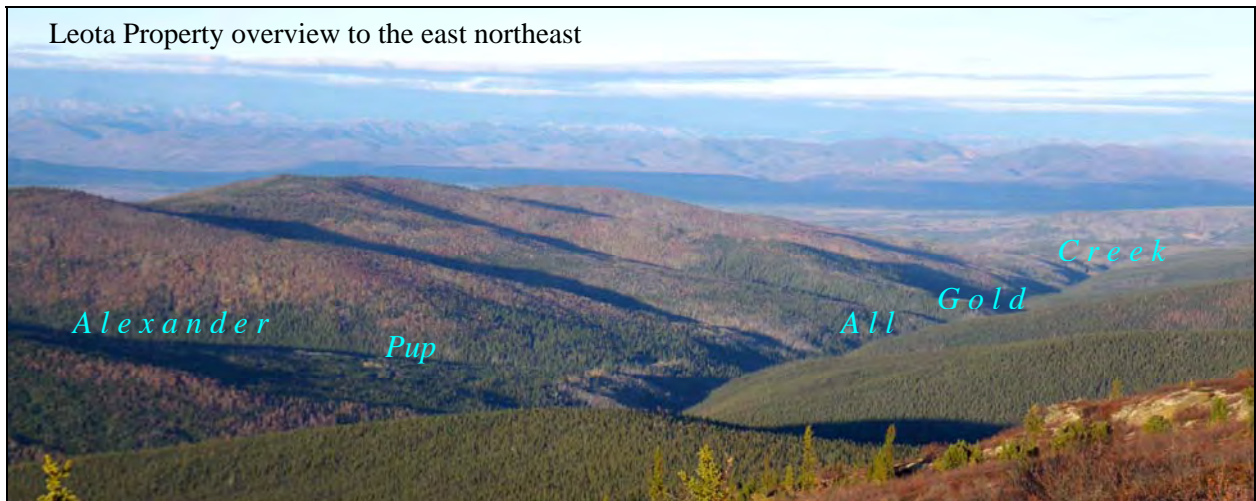 Leota Property overview to the east northeast
Alexander Pup
All Gold Creek